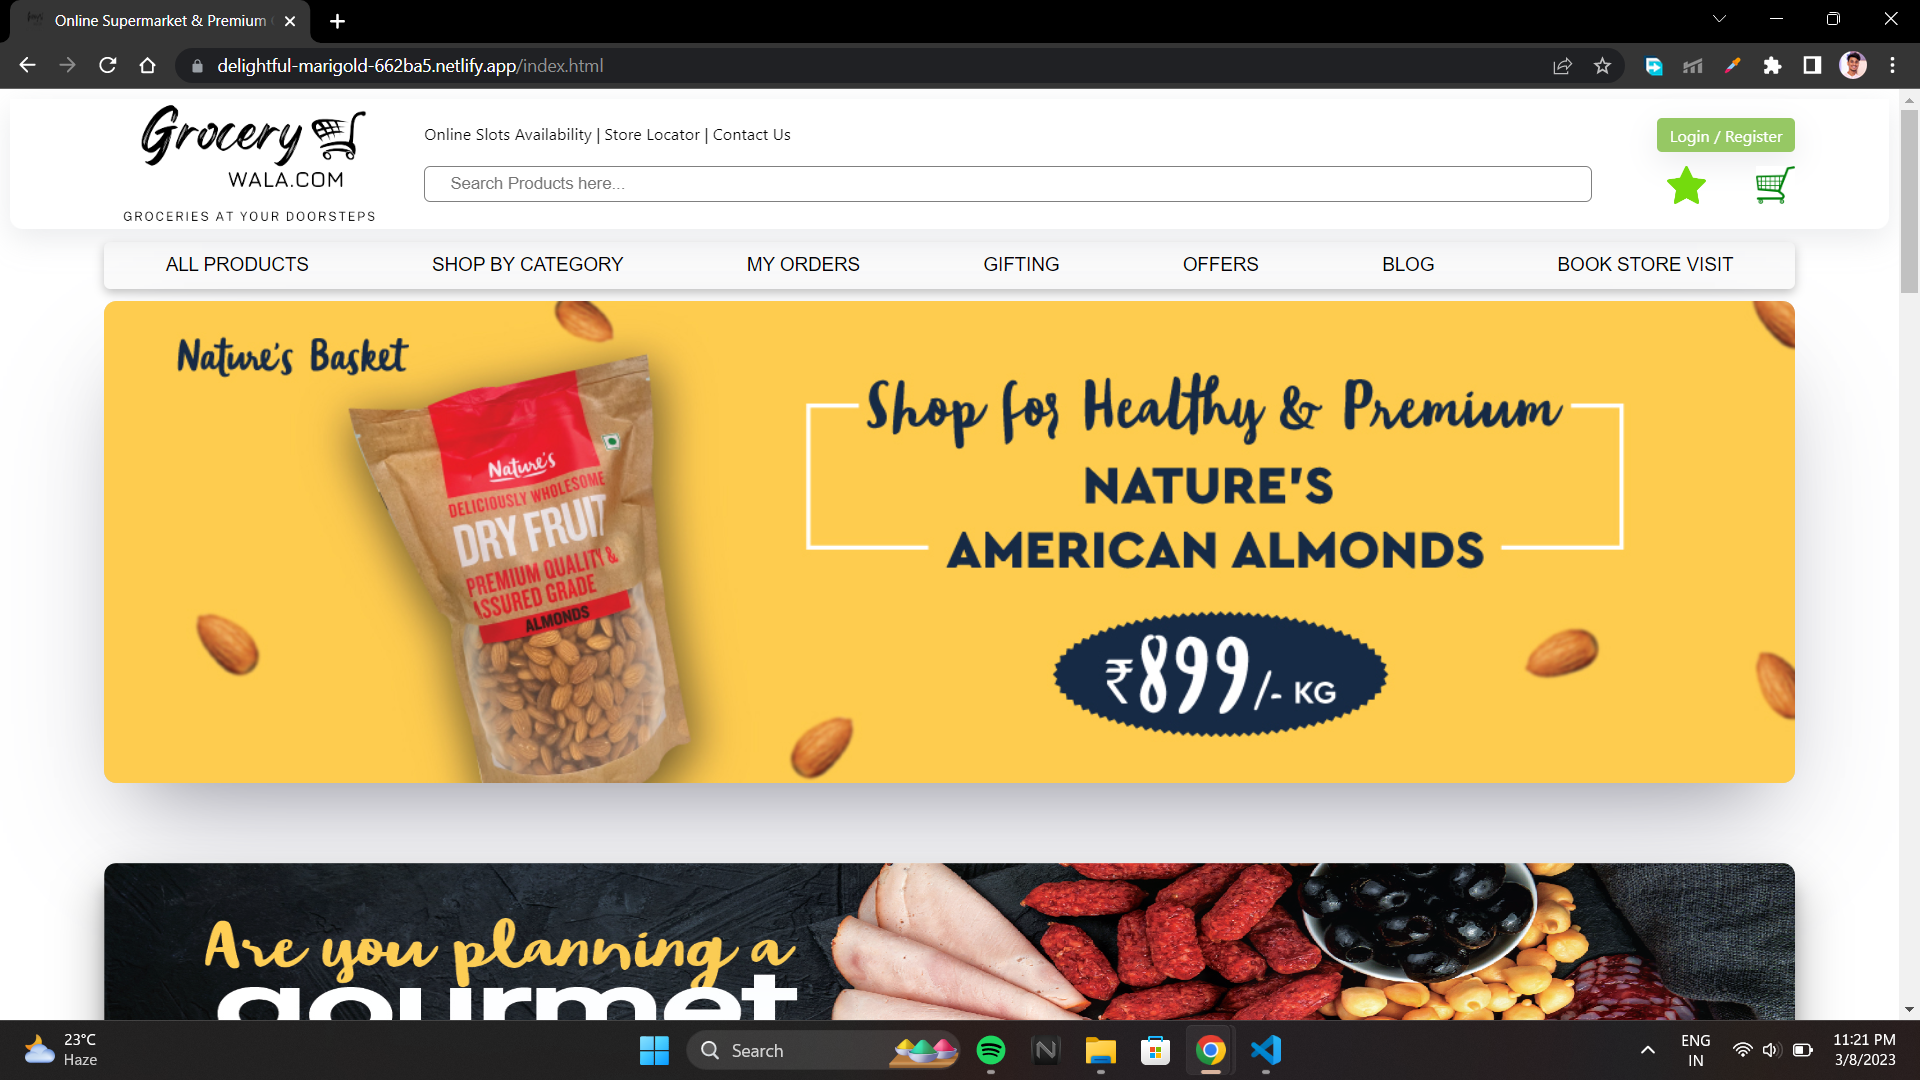 Online Supermarket & Premium
delightful-marigold-662ba5.netlify.app/index.html
Grocery
WALA.COM
GROCERIES AT YOUR DOORSTEPS
Online Slots Availability | Store Locator | Contact Us
Search Products here...
Login / Register
ALL PRODUCTS
SHOP BY CATEGORY
MY ORDERS
GIFTING
OFFERS
BLOG
BOOK STORE VISIT
Nature's Basket
Nature's
DELICIOUSLY WHOLESOME
DRY FRUIT
PREMIUM QUALITY &
ASSURED GRADE
ALMONDS
Shop for Healthy & Premium
NATURE'S
AMERICAN ALMONDS
₹899/- KG
Are you planning a
gourmet
23°C
Haze
Search
ENG
IN
11:21 PM
3/8/2023